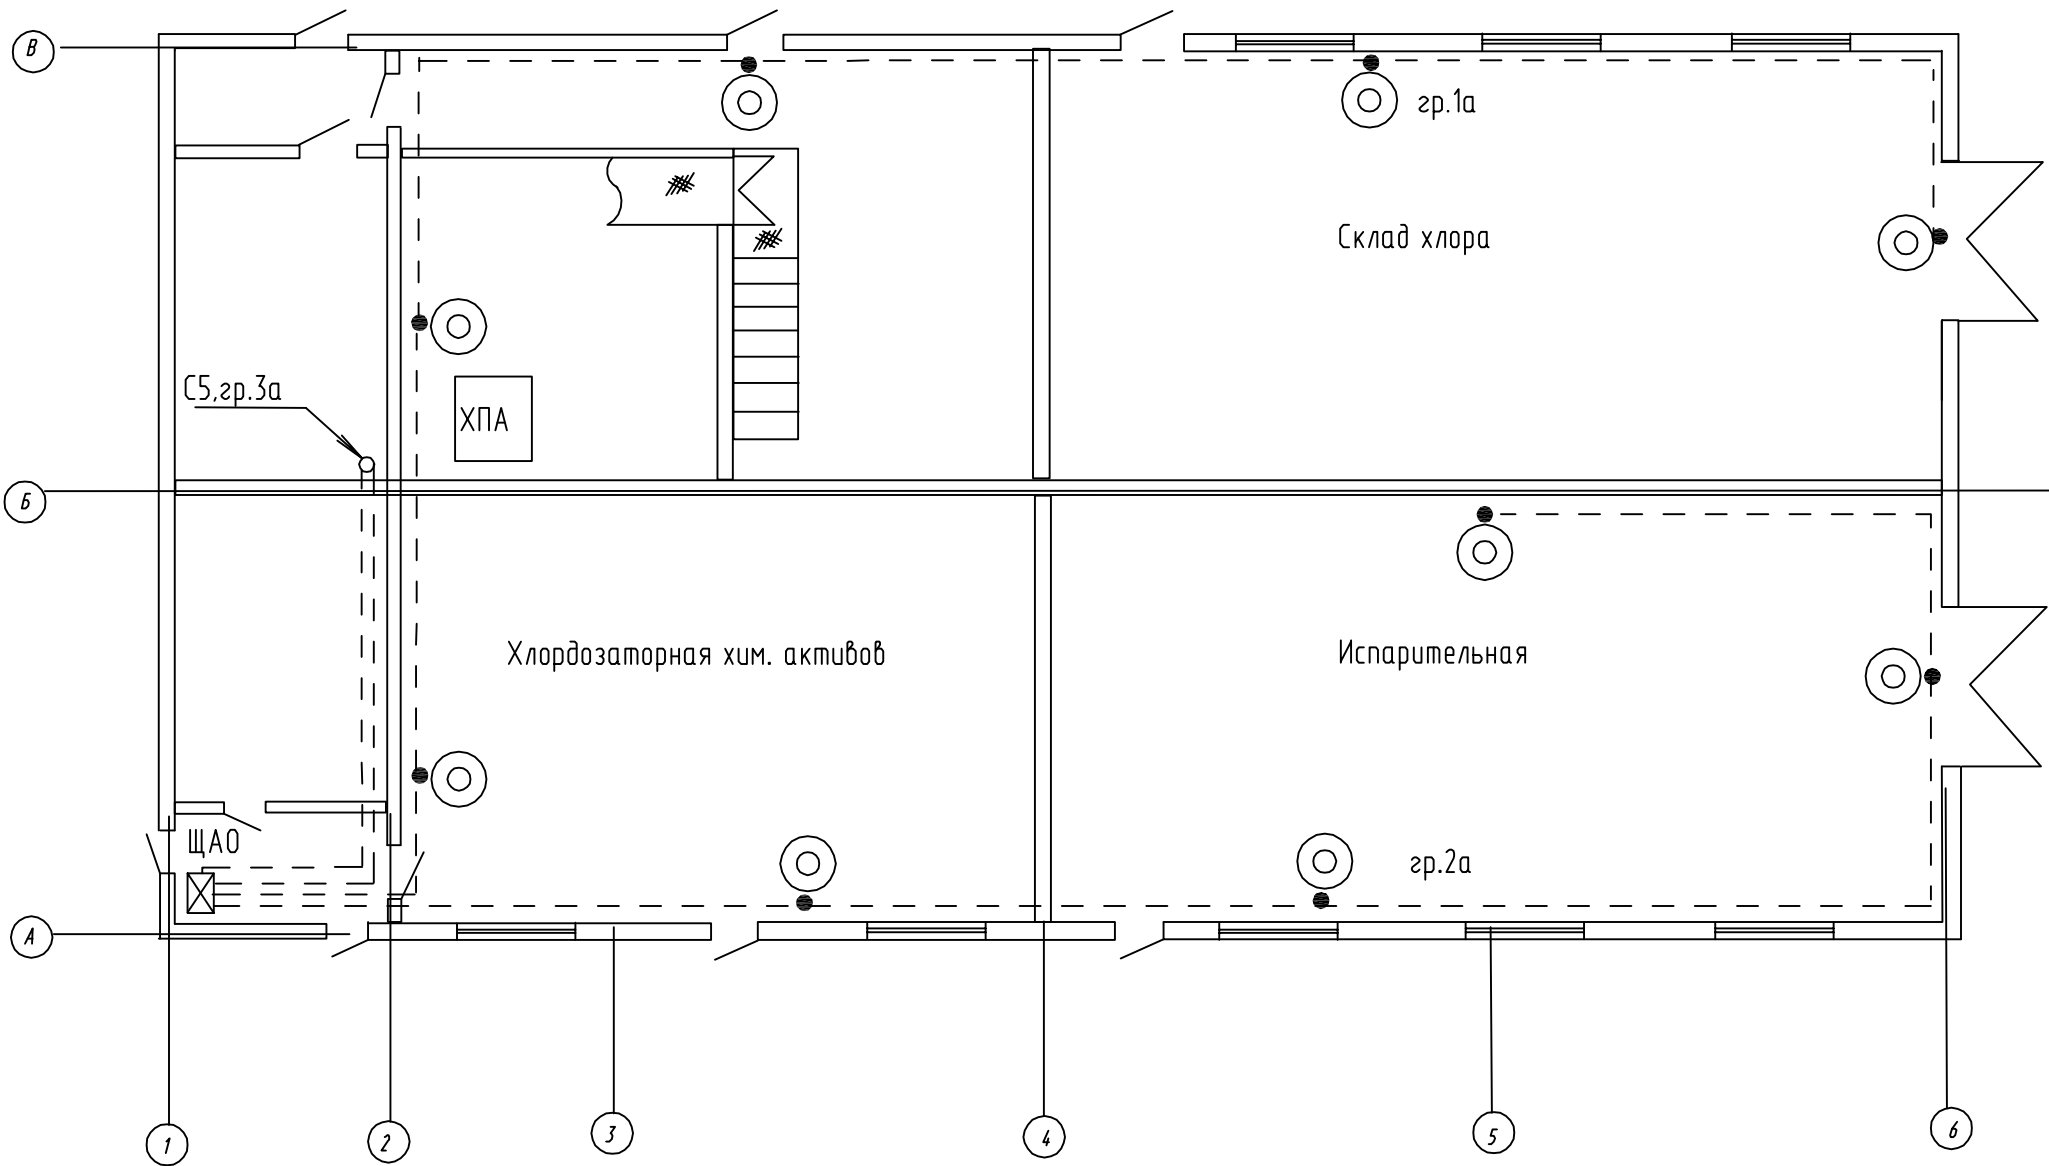 В
гр.1а
Склад хлора
С5,гр.3а
ХПА
Б
Хлордозаторная хим. активов
Испарительная
ЩАО
гр.2а
А
1
2
3
4
5
6